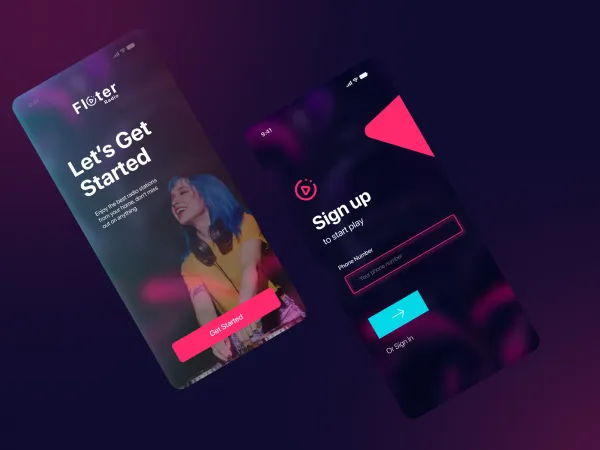 Floter
Radio
Let's Get
Started
Enjoy the best radio stations
from your home, don't miss
out on anything
Get Started
9:41
Sign up
to start play
Phone Number
Your phone number
Or Sign In